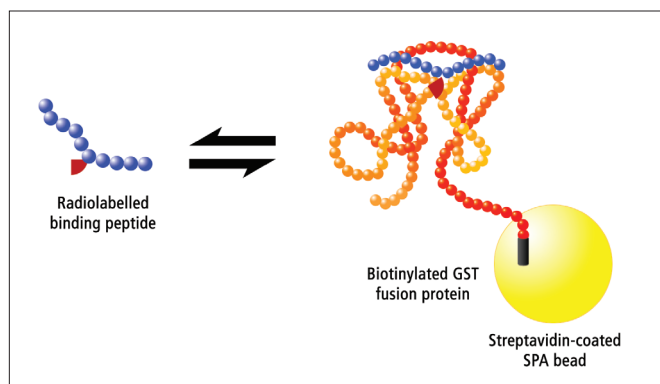 Radiolabelled
binding peptide
Biotinylated GST
fusion protein
Streptavidin-coated
SPA bead